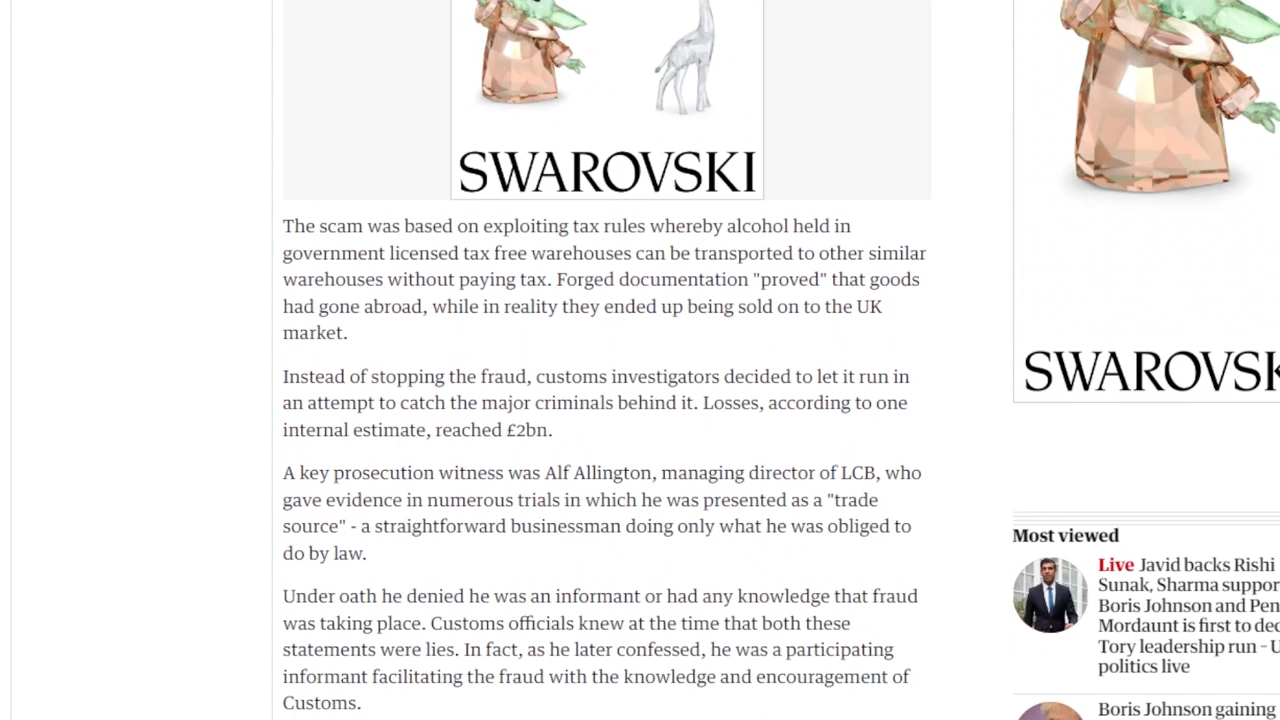 SWAROVSKI
The scam was based on exploiting tax rules whereby alcohol held in
government licensed tax free warehouses can be transported to other similar
warehouses without paying tax. Forged documentation "proved" that goods
had gone abroad, while in reality they ended up being sold on to the UK
market.
Instead of stopping the fraud, customs investigators decided to let it run in
an attempt to catch the major criminals behind it. Losses, according to one
internal estimate, reached £2bn.
A key prosecution witness was Alf Allington, managing director of LCB, who
gave evidence in numerous trials in which he was presented as a "trade
source" - a straightforward businessman doing only what he was obliged to
do by law.
Under oath he denied he was an informant or had any knowledge that fraud
was taking place. Customs officials knew at the time that both these
statements were lies. In fact, as he later confessed, he was a participating
informant facilitating the fraud with the knowledge and encouragement of
Customs.
SWAROVSK
Most viewed
Live Javid backs Rishi
Sunak, Sharma suppor
Boris Johnson and Pen
Mordaunt is first to dec
Tory leadership run – U
politics live
Boris Johnson gaining